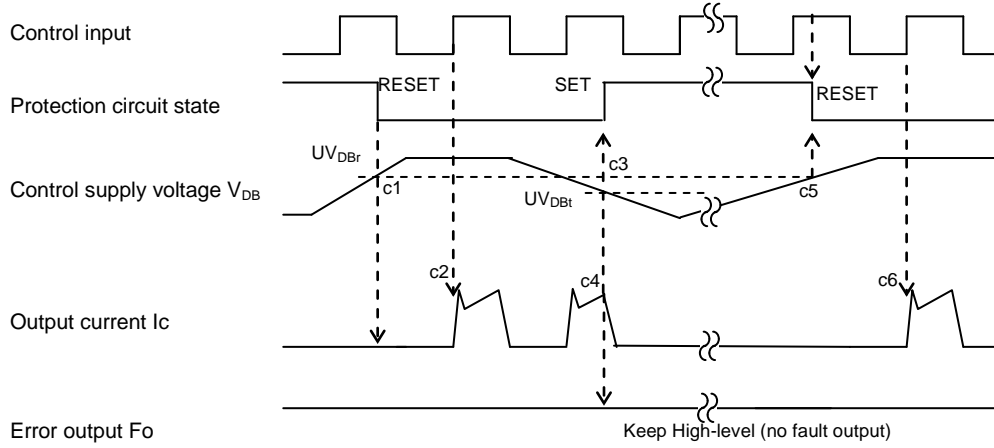 Control input
Protection circuit state
RESET
SET
RESET
UVDBr
Control supply voltage VDB
c1
c3
UVDBt
c5
c2
c4
c6
Output current Ic
Error output Fo
Keep High-level (no fault output)